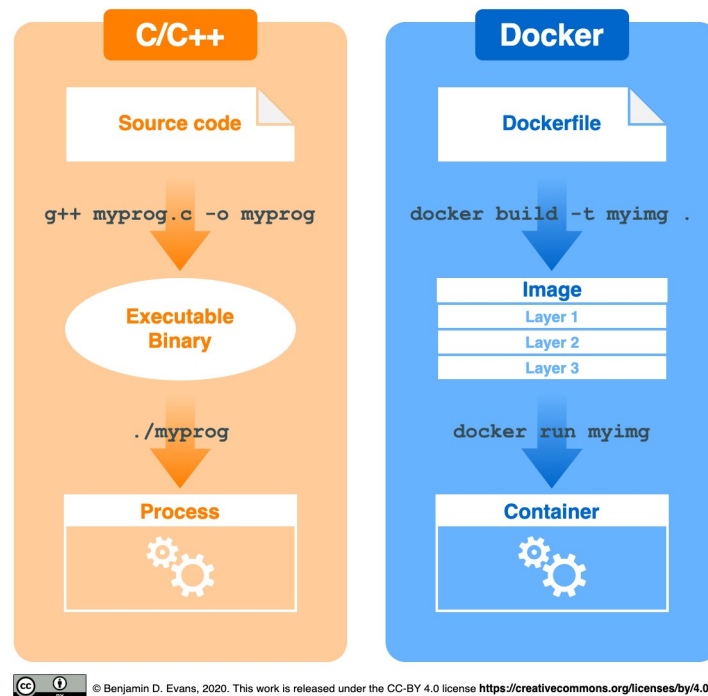 C/C++
Source code
g++ myprog.c -o myprog
Executable
Binary
./myprog
Process
Docker
Dockerfile
docker build -t myimg .
Image
Layer 1
Layer 2
Layer 3
docker run myimg
Container
cc
© Benjamin D. Evans, 2020. This work is released under the CC-BY 4.0 license https://creativecommons.org/licenses/by/4.0